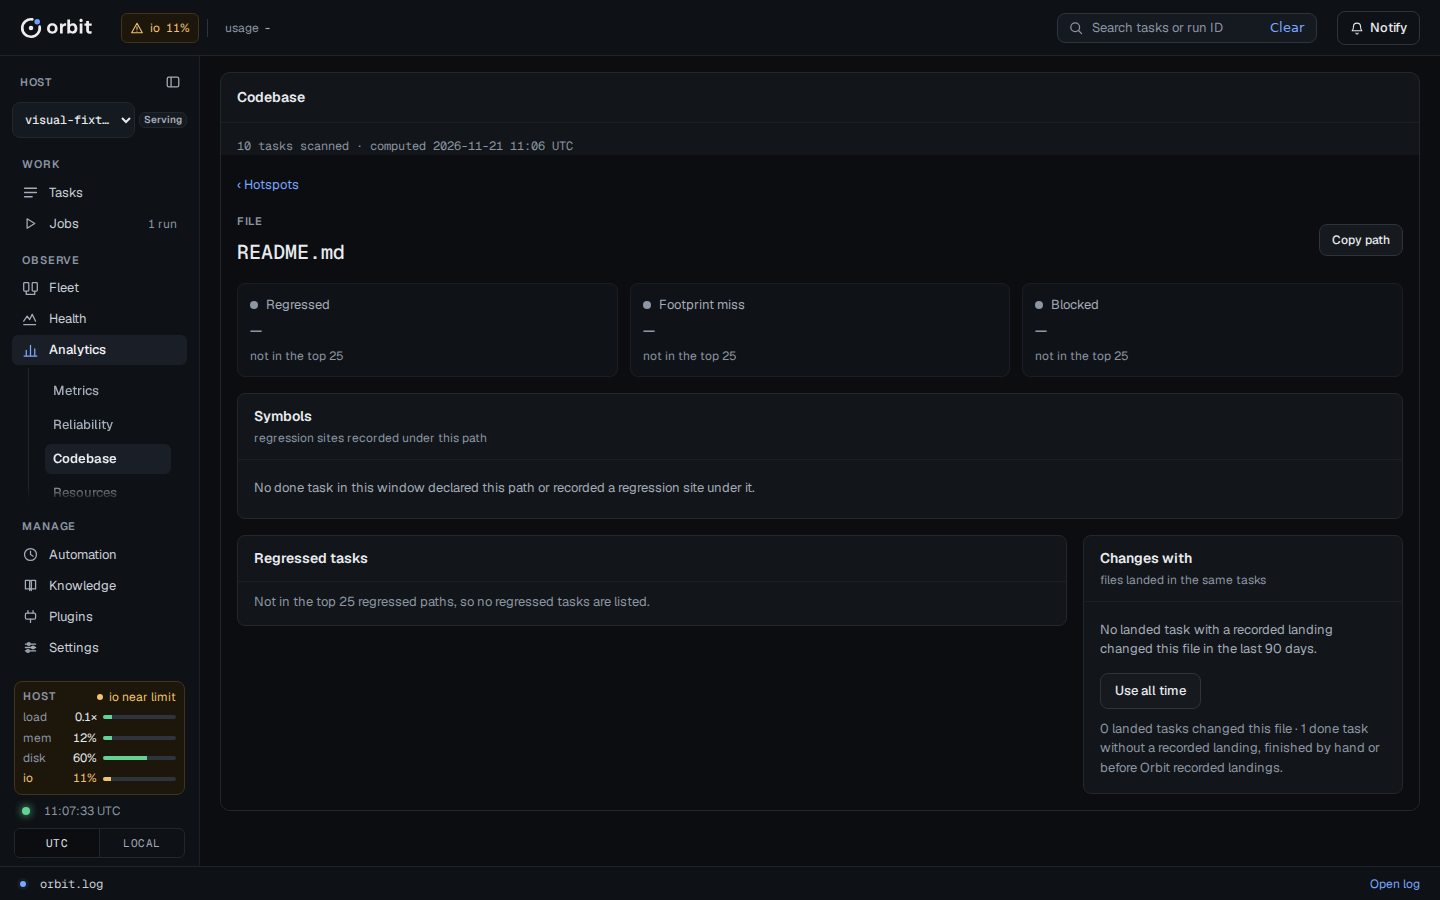 orbit
io 11%
usage -
Search tasks or run ID
Clear
Notify
HOST
visual-fixt…
Serving
WORK
Tasks
Jobs
1 run
OBSERVE
Fleet
Health
Analytics
Metrics
Reliability
Codebase
Resources
MANAGE
Automation
Knowledge
Plugins
Settings
HOST
io near limit
load 0.1×
mem 12%
disk 60%
io 11%
11:07:33 UTC
UTC
LOCAL
Codebase
10 tasks scanned · computed 2026-11-21 11:06 UTC
‹ Hotspots
FILE
README.md
Copy path
Regressed
—
not in the top 25
Footprint miss
—
not in the top 25
Blocked
—
not in the top 25
Symbols
regression sites recorded under this path
No done task in this window declared this path or recorded a regression site under it.
Regressed tasks
Not in the top 25 regressed paths, so no regressed tasks are listed.
Changes with
files landed in the same tasks
No landed task with a recorded landing
changed this file in the last 90 days.
Use all time
0 landed tasks changed this file · 1 done task
without a recorded landing, finished by hand or
before Orbit recorded landings.
orbit.log
Open log